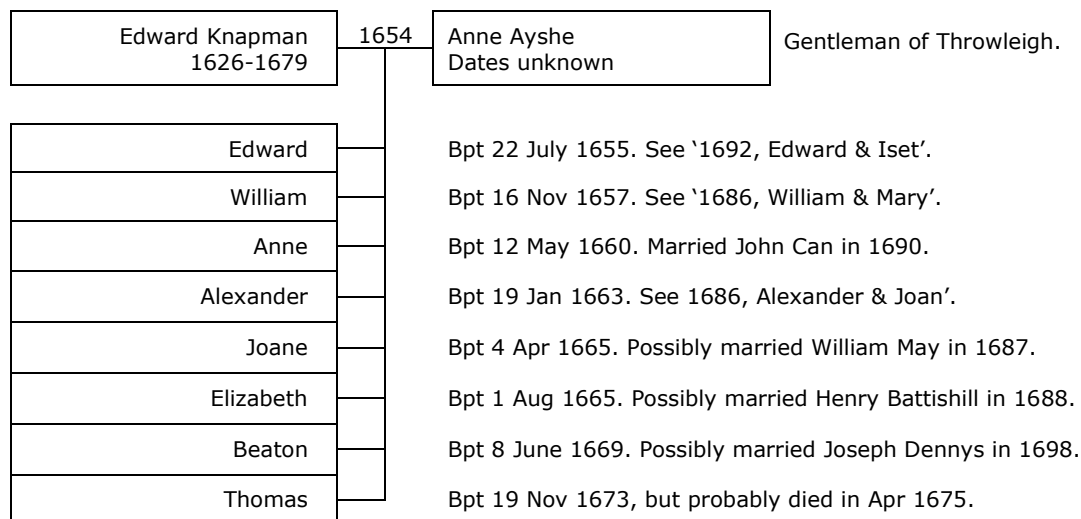 Edward Knapman
1626-1679
1654
Anne Ayshe
Dates unknown
Gentleman of Throwleigh.
Edward
Bpt 22 July 1655. See ‘1692, Edward & Iset’.
William
Bpt 16 Nov 1657. See ‘1686, William & Mary’.
Anne
Bpt 12 May 1660. Married John Can in 1690.
Alexander
Bpt 19 Jan 1663. See 1686, Alexander & Joan’.
Joane
Bpt 4 Apr 1665. Possibly married William May in 1687.
Elizabeth
Bpt 1 Aug 1665. Possibly married Henry Battishill in 1688.
Beaton
Bpt 8 June 1669. Possibly married Joseph Dennys in 1698.
Thomas
Bpt 19 Nov 1673, but probably died in Apr 1675.